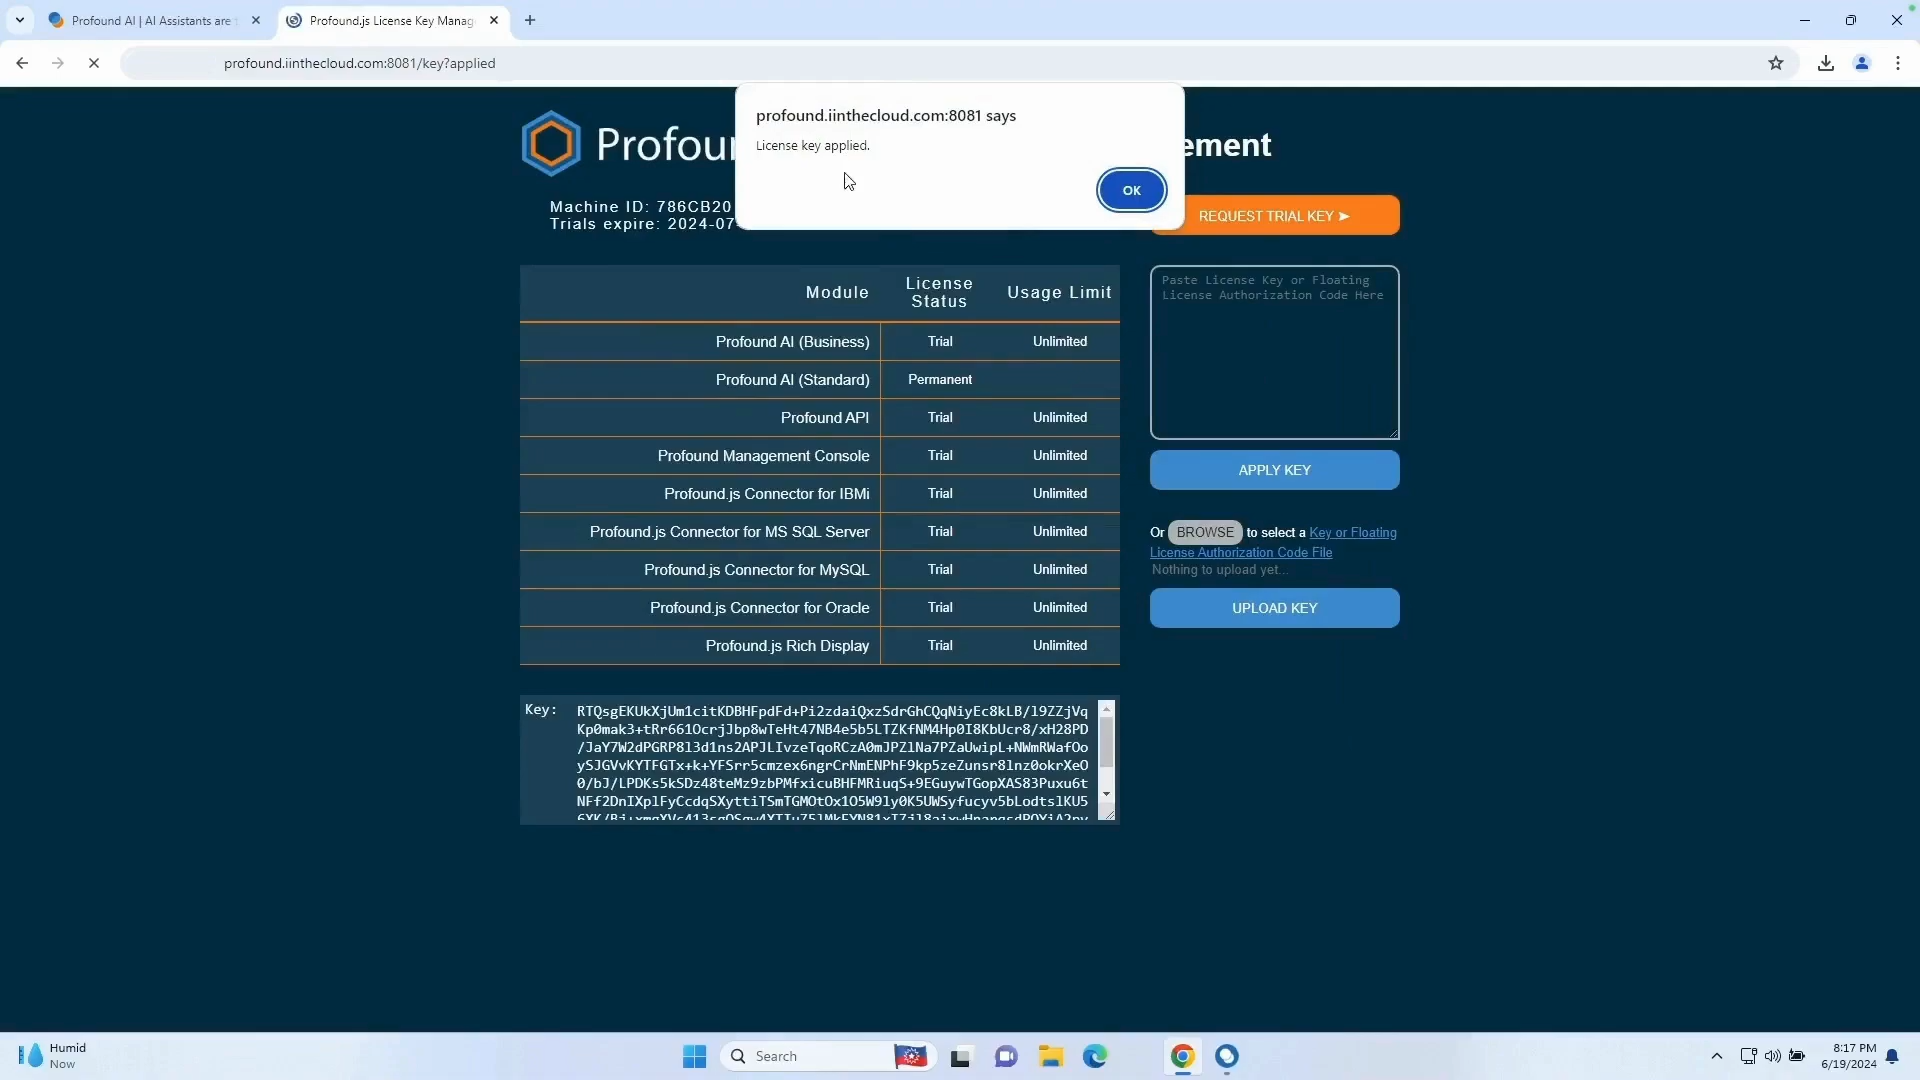 Profound AI | AI Assistants are
Profound.js License Key Manag
profound.iinthecloud.com:8081/key?applied
profound.iinthecloud.com:8081 says
License key applied.
OK
Profoun
ement
Machine ID: 786CB20
Trials expire: 2024-07-
REQUEST TRIAL KEY ►
Module License Status Usage Limit
Profound AI (Business) Trial Unlimited
Profound AI (Standard) Permanent
Profound API Trial Unlimited
Profound Management Console Trial Unlimited
Profound.js Connector for IBMi Trial Unlimited
Profound.js Connector for MS SQL Server Trial Unlimited
Profound.js Connector for MySQL Trial Unlimited
Profound.js Connector for Oracle Trial Unlimited
Profound.js Rich Display Trial Unlimited
Paste License Key or Floating
License Authorization Code Here
APPLY KEY
Or BROWSE to select a Key or Floating
License Authorization Code File
Nothing to upload yet...
UPLOAD KEY
Key: RTQsgEKUkXjUm1citKDBHFpdFd+Pi2zdaiQxzSdrGhCQqNiyEc8kLB/l9ZZjVq
Kp0mak3+tRr661OcrjJbp8wTeHt47NB4e5b5LTZKfNM4Hp0I8KbUcr8/xH28PD
/JaY7W2dPGRP8l3d1ns2APJLIvzeTqoRCzA0mJPZlNa7PZaUwipL+NWmRWafOo
ySJGVvKYTFGTx+k+YFSrr5cmzex6ngrCrNmENPhF9kp5zeZunsr8lnz0okrXeO
0/bJ/LPDKs5kSDz48teMz9zbPMfxicuBHFMRiuqS+9EGuywTGopXAS83Puxu6t
NFf2DnIXplFyCcdqSXyttiTSmTGMOtOx1O5W9ly0K5UWSyfucyv5bLodtslKU5
Humid
Now
Search
8:17 PM
6/19/2024